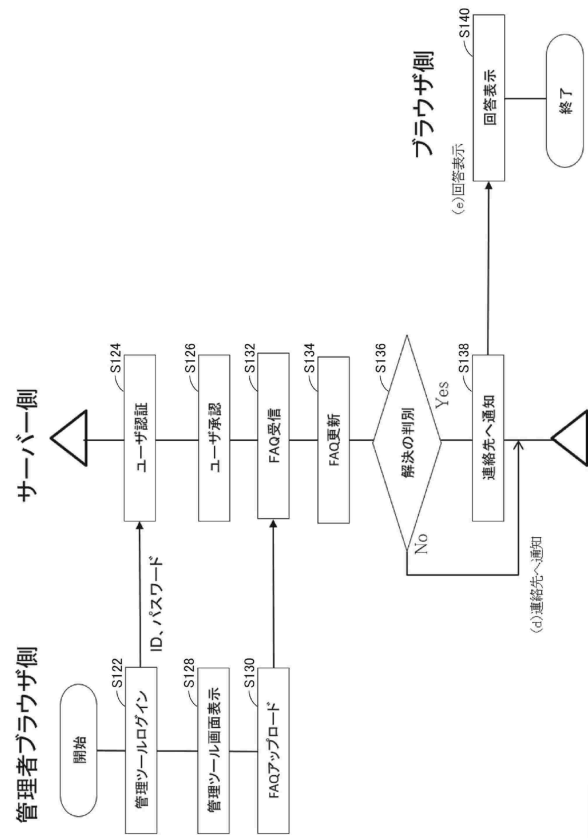 管理者ブラウザ側
開始
S122
管理ツールログイン
ID、パスワード
S128
管理ツール画面表示
S130
FAQアップロード
サーバー側
S124
ユーザ認証
S126
ユーザ承認
S132
FAQ受信
S134
FAQ更新
S136
解決の判別
No
Yes
S138
連絡先へ通知
(d)連絡先へ通知
ブラウザ側
(e)回答表示
S140
回答表示
終了